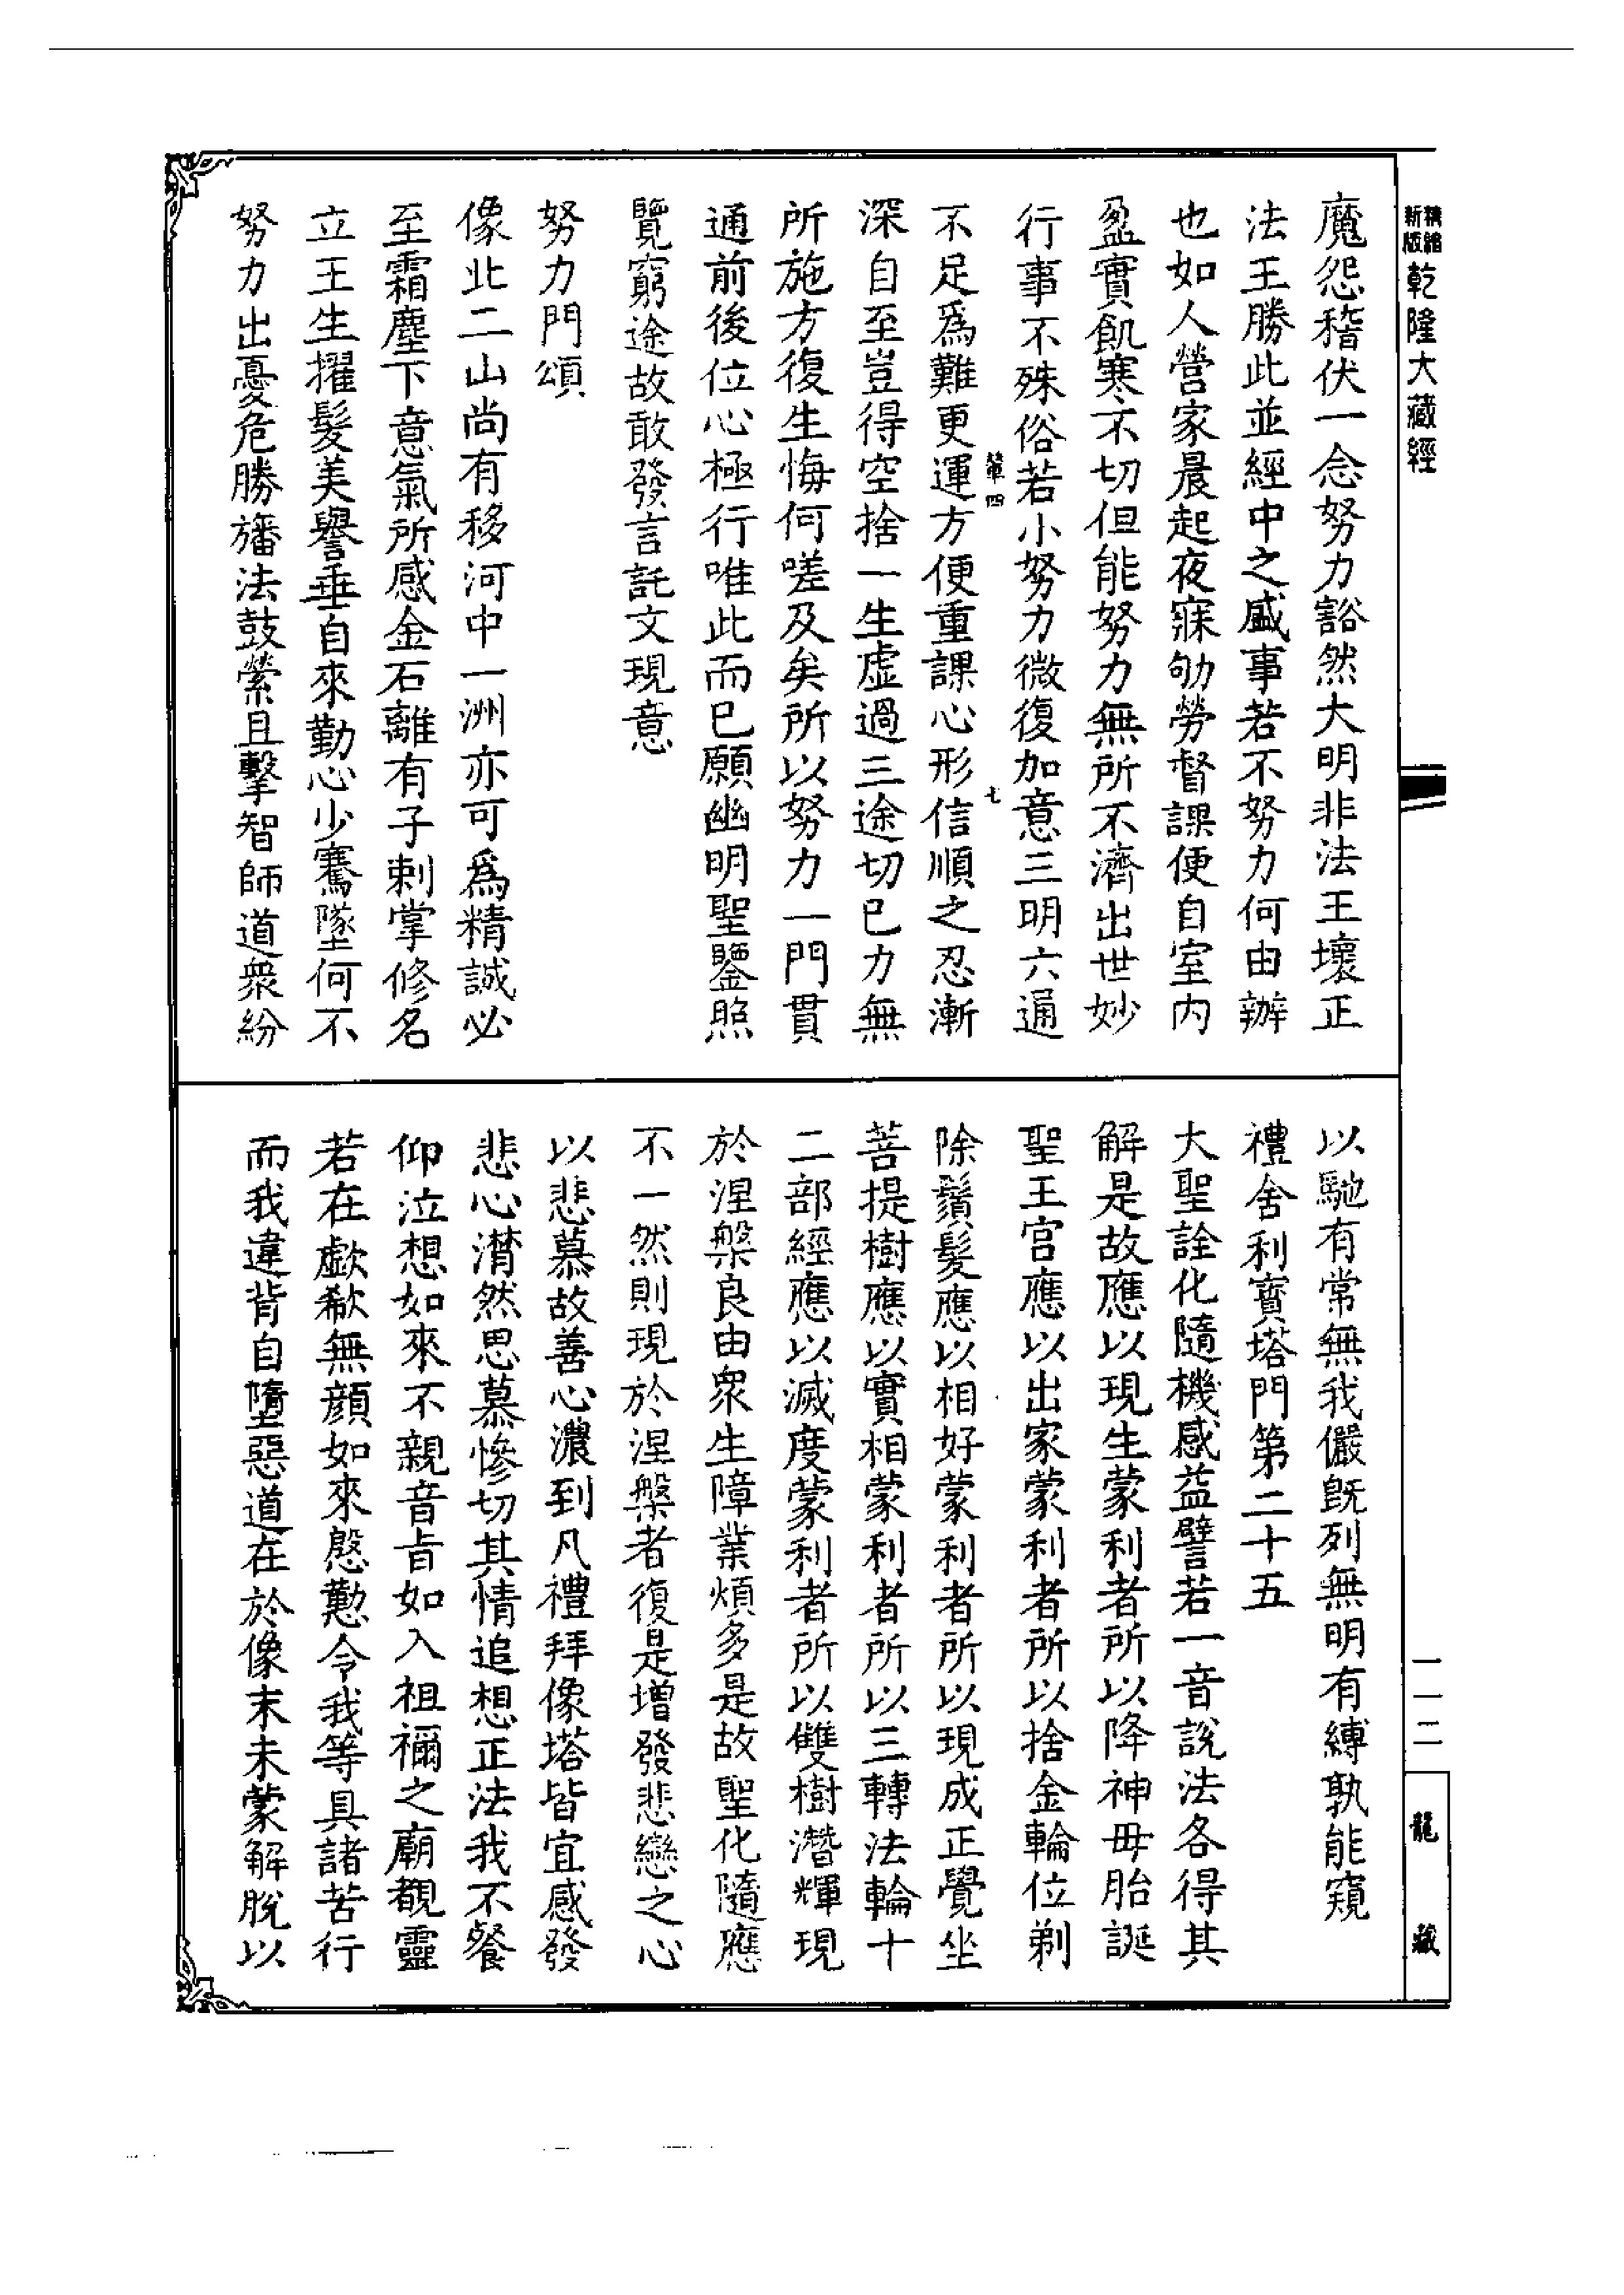 精縮新版乾隆大藏經
魔怨稽伏一念努力豁然大明非法王壞正
法王勝此並經中之盛事若不努力何由辦
也如人營家晨起夜寐劬勞督課便自室内
盈實飢寒不切但能努力無所不濟出世妙
行事不殊俗若小努力微復加意三明六通
不足爲難更運方便重課心形信順之忍漸
深自至豈得空捨一生虚過三途切已力無
所施方復生悔何嗟及矣所以努力一門貫
通前後位心極行唯此而已願幽明聖鑒照
覽窮途故敢發言託文現意
努力門頌
像北二山尚有移河中一洲亦可爲精誠必
至霜塵下意氣所感金石離有子刺掌修名
立王生擢髮美譽垂自來勤心少騫墜何不
努力出憂危勝旛法鼓縈且擊智師道衆紛
以馳有常無我儼旣列無明有縛孰能窺
禮舍利寶塔門第二十五
大聖詮化隨機感益譬若一音説法各得其
解是故應以現生蒙利者所以降神毋胎誕
聖王宮應以出家蒙利者所以捨金輪位剃
除鬚髮應以相好蒙利者所以現成正覺坐
菩提樹應以實相蒙利者所以三轉法輪十
二部經應以滅度蒙利者所以雙樹潛輝現
於涅槃良由衆生障業煩多是故聖化隨應
不一然則現於涅槃者復是增發悲戀之心
以悲慕故善心濃到凡禮拜像塔皆宜感發
悲心潸然思慕慘切其情追想正法我不餐
仰泣想如來不親音旨如入祖禰之廟覩靈
若在歔欷無顔如來慇懃令我等具諸苦行
而我違背自墮惡道在於像末未蒙解脱以
一一二
龍藏
七